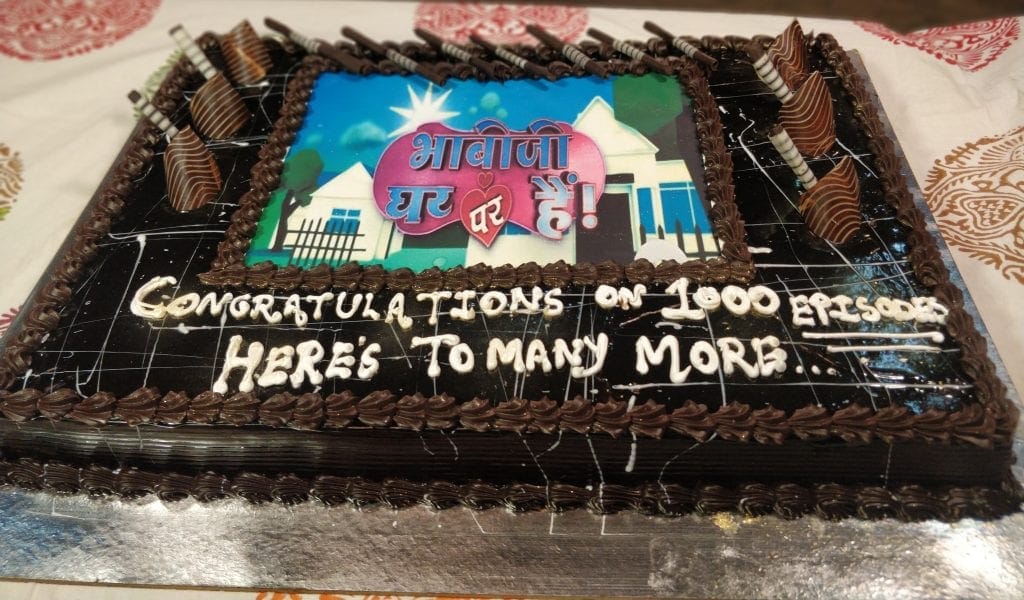 भाबीजी
घर पर हैं!
CONGRATULATIONS ON 1000 EPISODES
HERE'S TO MANY MORE...